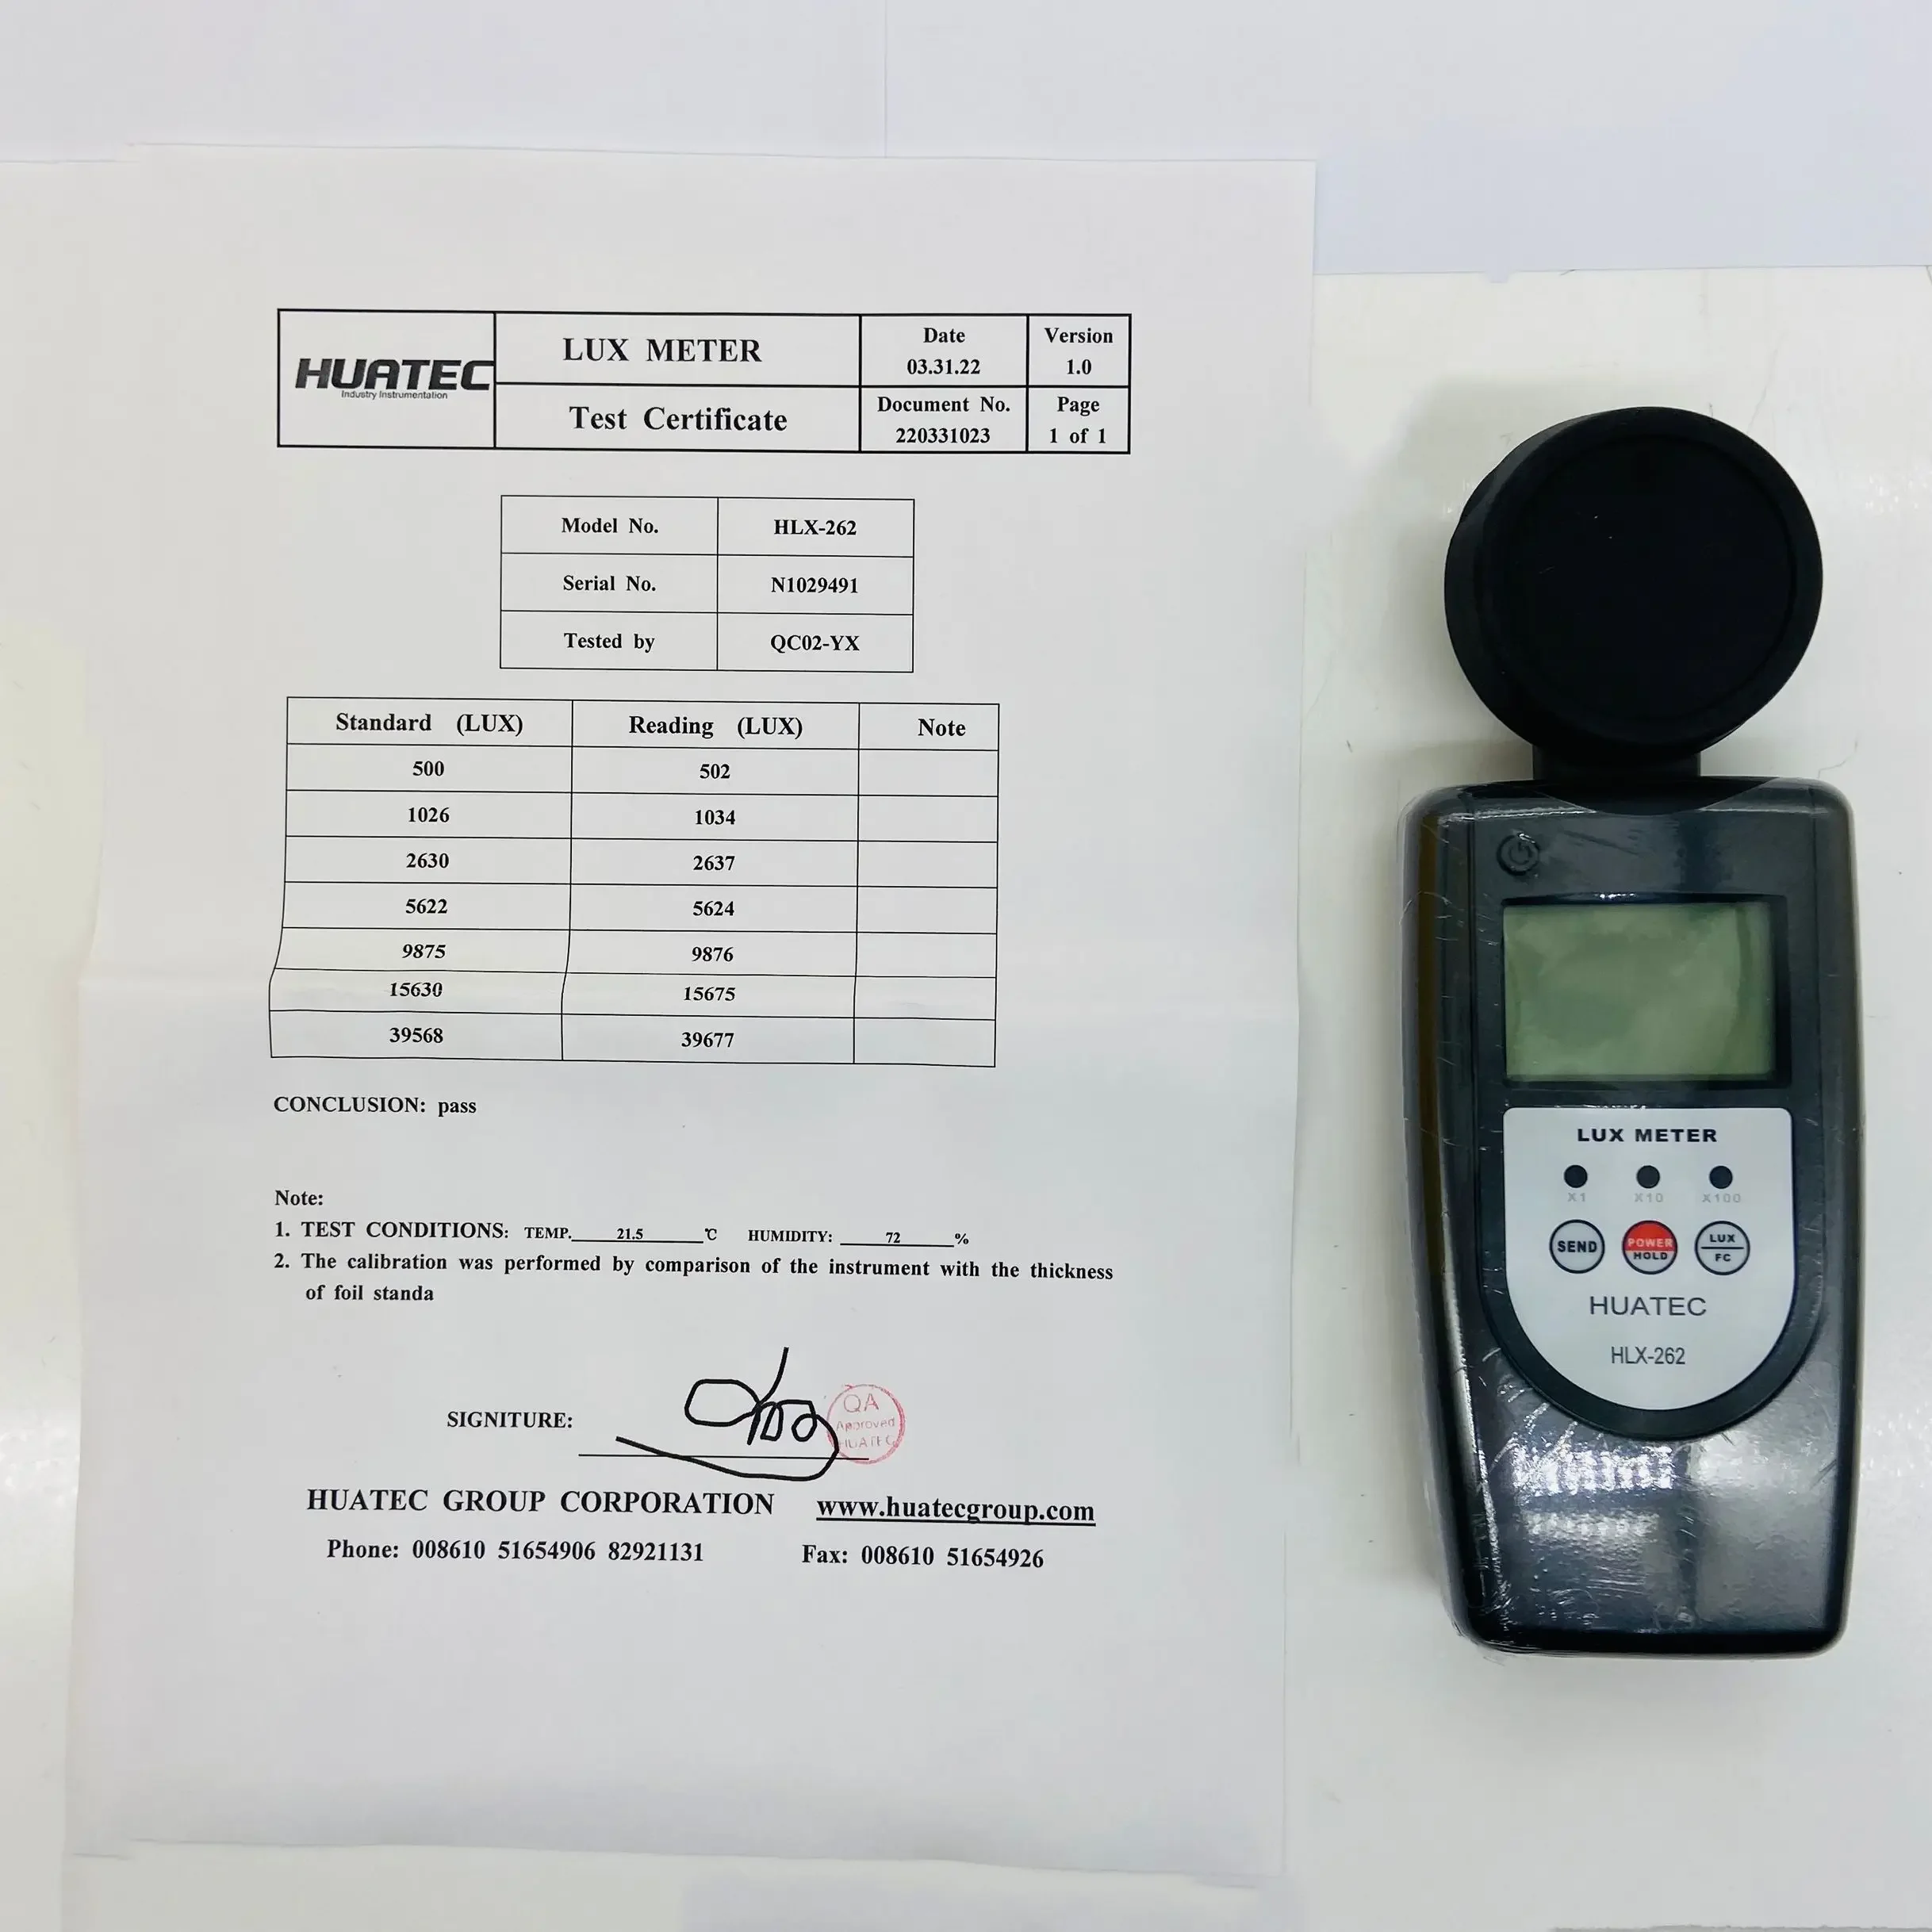 HUATEC
Industry Instrumentation
LUX METER
Test Certificate
Date
03.31.22
Version
1.0
Document No.
220331023
Page
1 of 1
Model No. HLX-262
Serial No. N1029491
Tested by QC02-YX
Standard (LUX) Reading (LUX) Note
500 502
1026 1034
2630 2637
5622 5624
9875 9876
15630 15675
39568 39677
CONCLUSION: pass
Note:
1. TEST CONDITIONS: TEMP. 21.5 ℃ HUMIDITY: 72 %
2. The calibration was performed by comparison of the instrument with the thickness
of foil standa
SIGNITURE:
QA
Approved
HUATEC
HUATEC GROUP CORPORATION www.huatecgroup.com
Phone: 008610 51654906 82921131 Fax: 008610 51654926
LUX METER
X1 X10 X100
SEND
POWER
HOLD
LUX
FC
HUATEC
HLX-262